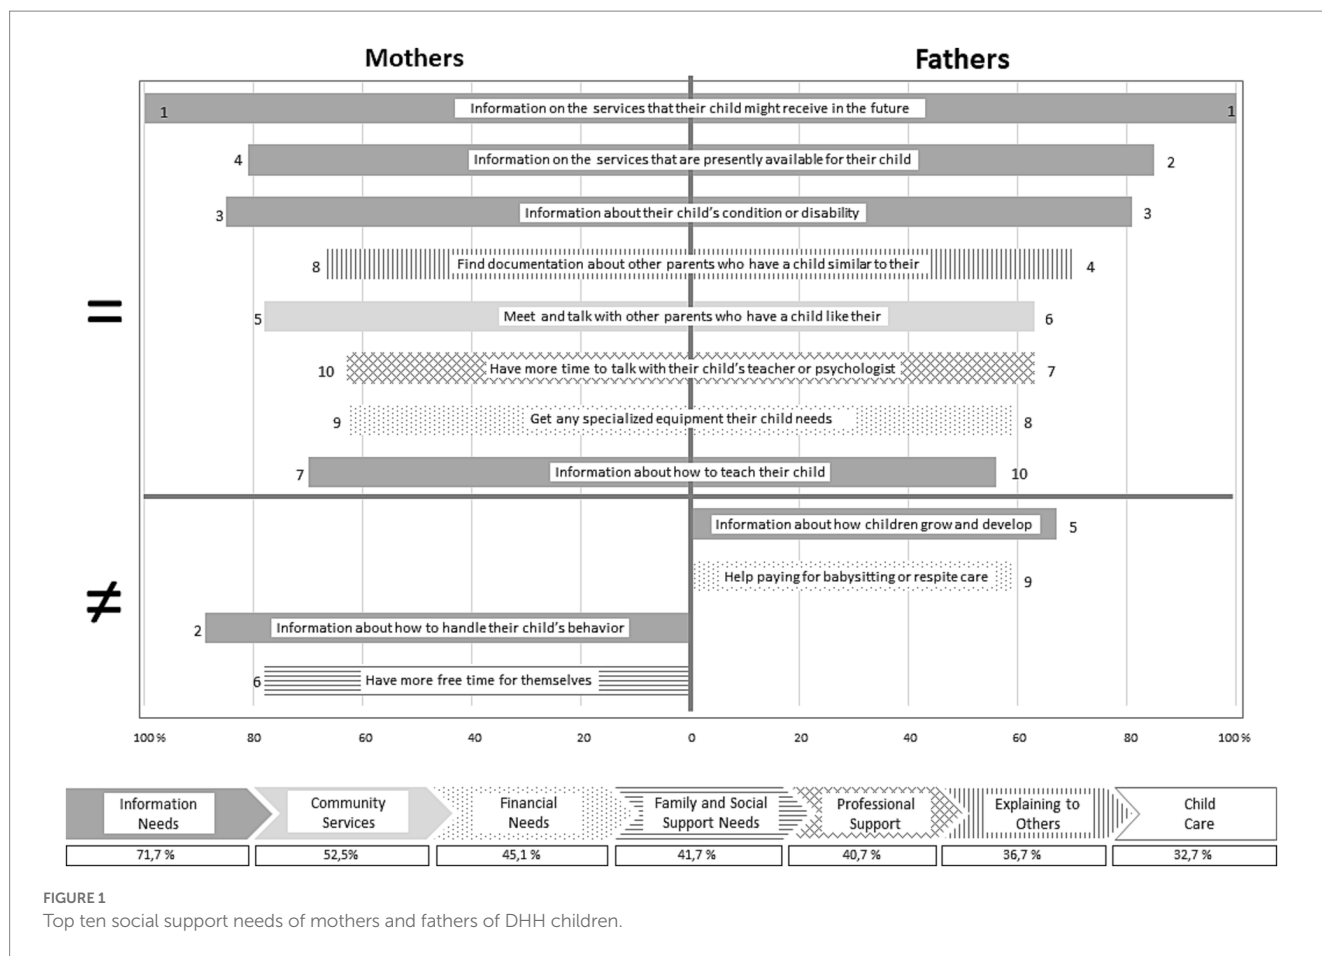 Mothers
Fathers
1
Information on the services that their child might receive in the future
1
4
Information on the services that are presently available for their child
2
3
Information about their child's condition or disability
3
8
Find documentation about other parents who have a child similar to their
4
=
5
Meet and talk with other parents who have a child like their
6
10
Have more time to talk with their child's teacher or psychologist
7
9
Get any specialized equipment their child needs
8
7
Information about how to teach their child
10
Information about how children grow and develop
5
Help paying for babysitting or respite care
9
≠
2
Information about how to handle their child's behavior
6
Have more free time for themselves
100 % 80 60 40 20 0 20 40 60 80 100 %
Information
Needs
Community
Services
Financial
Needs
Family and Social
Support Needs
Professional
Support
Explaining to
Others
Child
Care
71,7 % 52,5% 45,1 % 41,7 % 40,7 % 36,7 % 32,7 %
FIGURE 1
Top ten social support needs of mothers and fathers of DHH children.